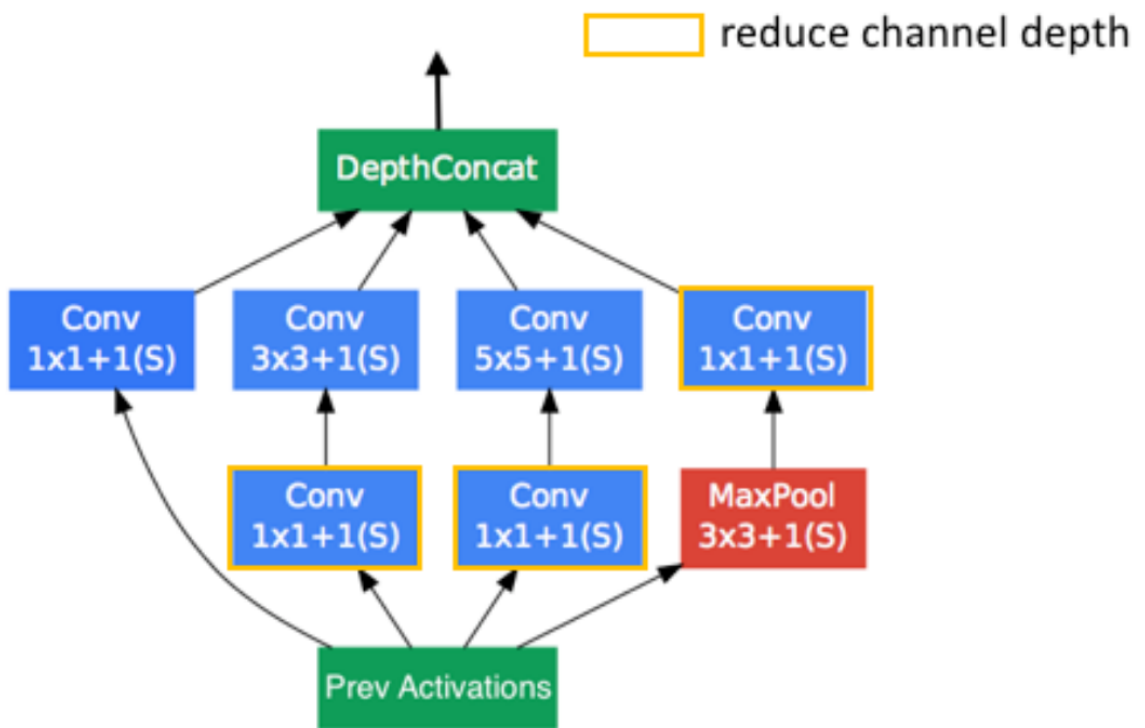 reduce channel depth
DepthConcat
Conv
1x1+1(S)
Conv
3x3+1(S)
Conv
5x5+1(S)
Conv
1x1+1(S)
Conv
1x1+1(S)
Conv
1x1+1(S)
MaxPool
3x3+1(S)
Prev Activations